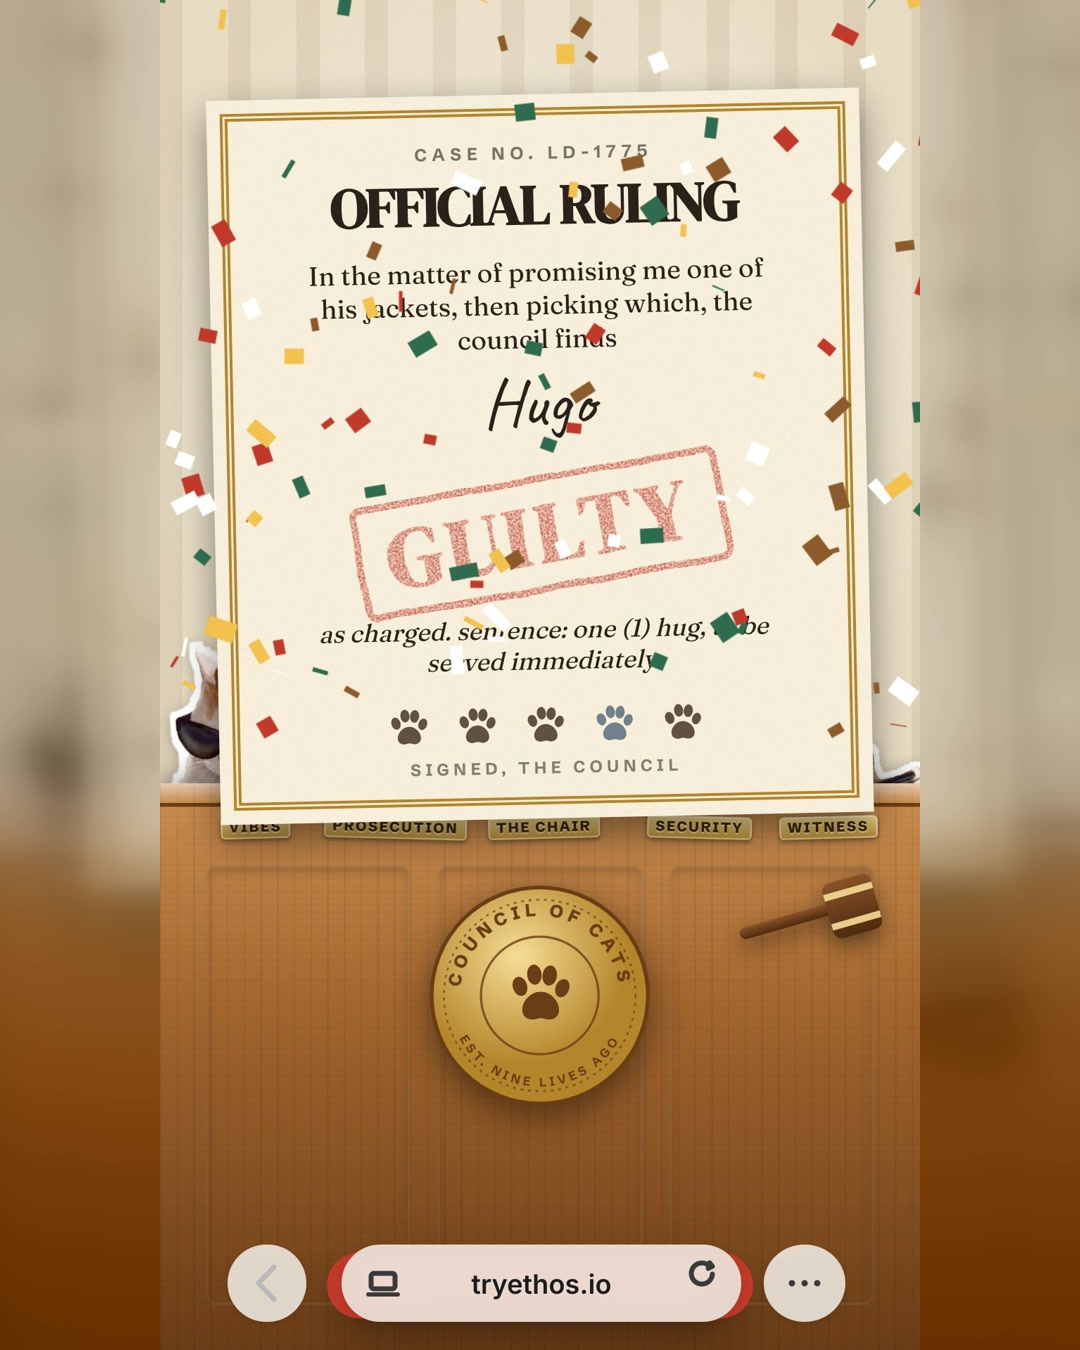 CASE NO. LD-1775
OFFICIAL RULING
In the matter of promising me one of
his jackets, then picking which, the
council finds
Hugo
GUILTY
as charged. sentence: one (1) hug, to be
served immediately.
SIGNED, THE COUNCIL
VIBES
PROSECUTION
THE CHAIR
SECURITY
WITNESS
COUNCIL OF CATS
EST. NINE LIVES AGO
tryethos.io